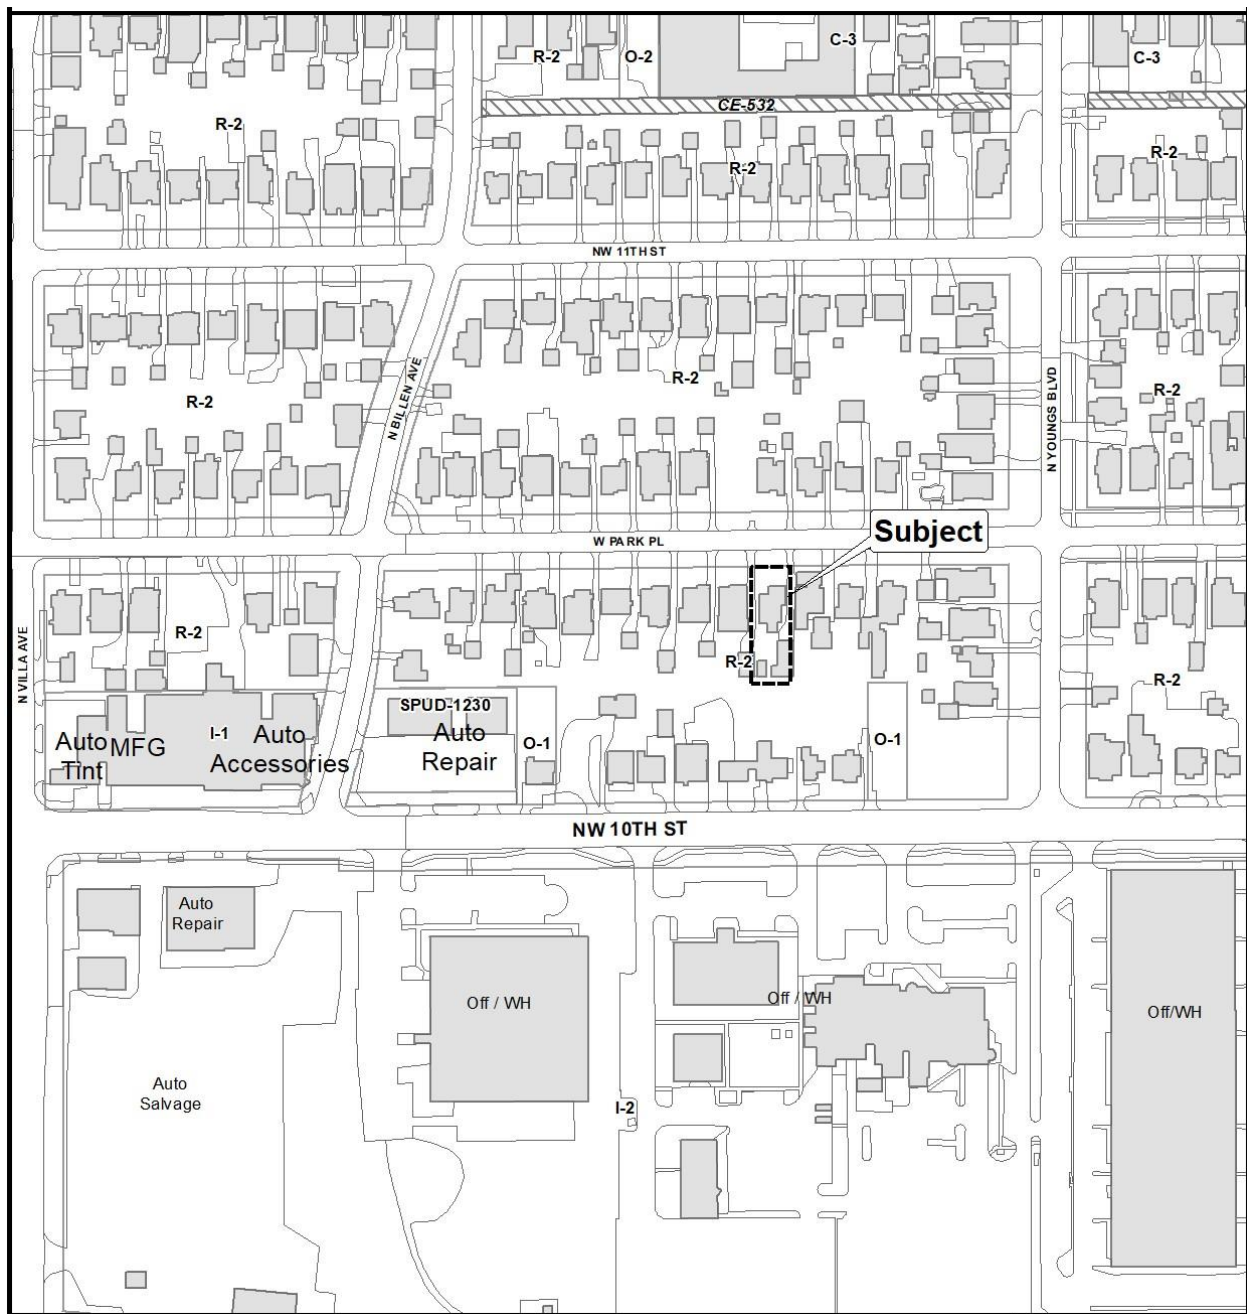 C-3
R-2
O-2
C-3
CE-532
R-2
R-2
R-2
NW 11TH ST
N BILLEN AVE
R-2
N YOUNGS BLVD
R-2
R-2
Subject
W PARK PL
N VILLA AVE
R-2
R-2
R-2
SPUD-1230
I-1
Auto
Tint
MFG
Auto
Accessories
Auto
Repair
O-1
O-1
NW 10TH ST
Auto
Repair
Off / WH
Off / WH
Off/WH
Auto
Salvage
I-2